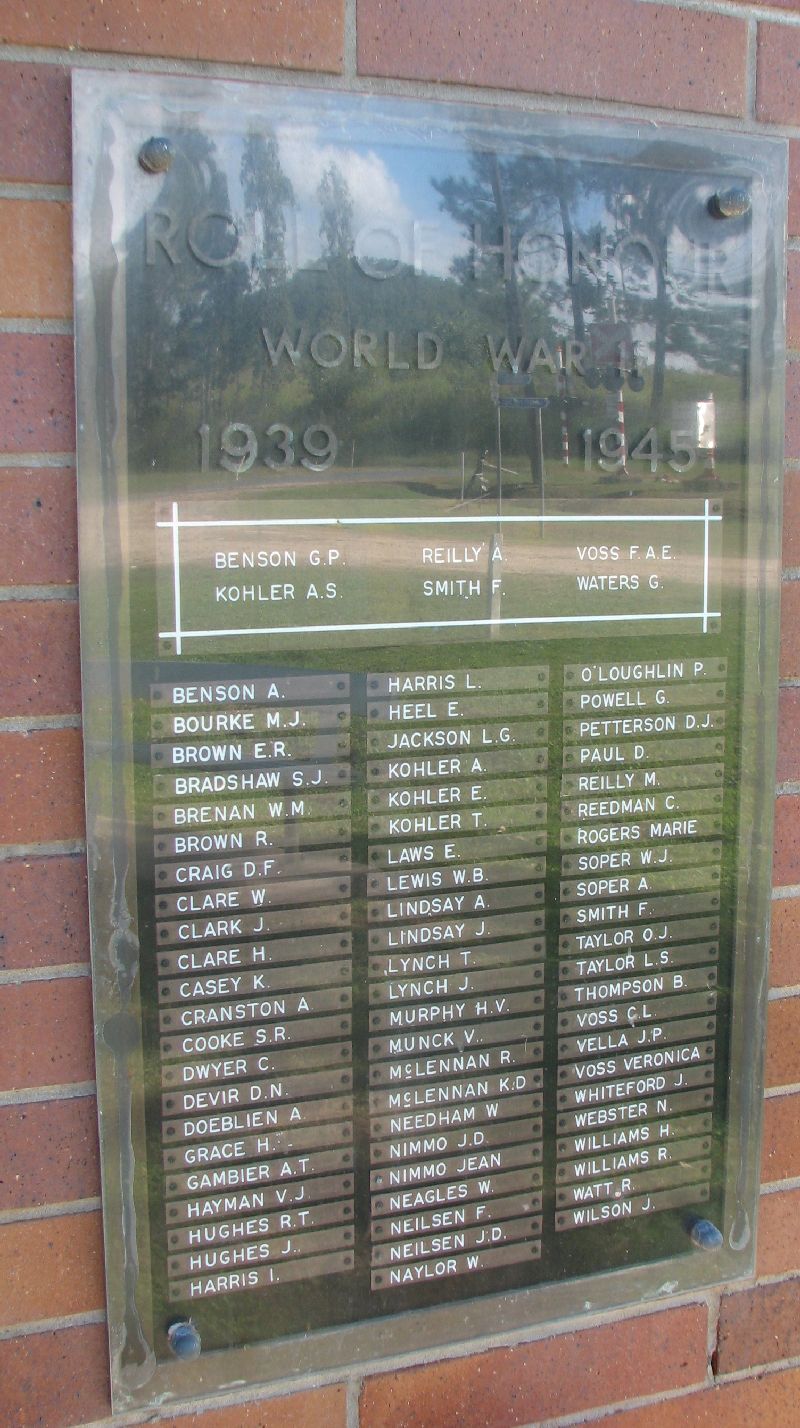 ROLL OF HONOUR
WORLD WAR II
1939 1945
BENSON G.P. REILLY A. VOSS F.A.E.
KOHLER A.S. SMITH F. WATERS G.
BENSON A.
BOURKE M.J.
BROWN E.R.
BRADSHAW S.J.
BRENAN W.M.
BROWN R.
CRAIG D.F.
CLARE W.
CLARK J.
CLARE H.
CASEY K.
CRANSTON A
COOKE S.R.
DWYER C.
DEVIR D.N.
DOEBLIEN A.
GRACE H.
GAMBIER A.T.
HAYMAN V.J.
HUGHES R.T.
HUGHES J.
HARRIS I.
HARRIS L.
HEEL E.
JACKSON L.G.
KOHLER A.
KOHLER E.
KOHLER T.
LAWS E.
LEWIS W.B.
LINDSAY A.
LINDSAY J.
LYNCH T.
LYNCH J.
MURPHY H.V.
MUNCK V.
McLENNAN R.
McLENNAN K.D
NEEDHAM W
NIMMO J.D.
NIMMO JEAN
NEAGLES W.
NEILSEN F.
NEILSEN J.D.
NAYLOR W.
O'LOUGHLIN P.
POWELL G.
PETTERSON D.J.
PAUL D.
REILLY M.
REEDMAN C.
ROGERS MARIE
SOPER W.J.
SOPER A.
SMITH F.
TAYLOR O.J.
TAYLOR L.S.
THOMPSON B.
VOSS C.L.
VELLA J.P.
VOSS VERONICA
WHITEFORD J.
WEBSTER N.
WILLIAMS H.
WILLIAMS R.
WATT R.
WILSON J.